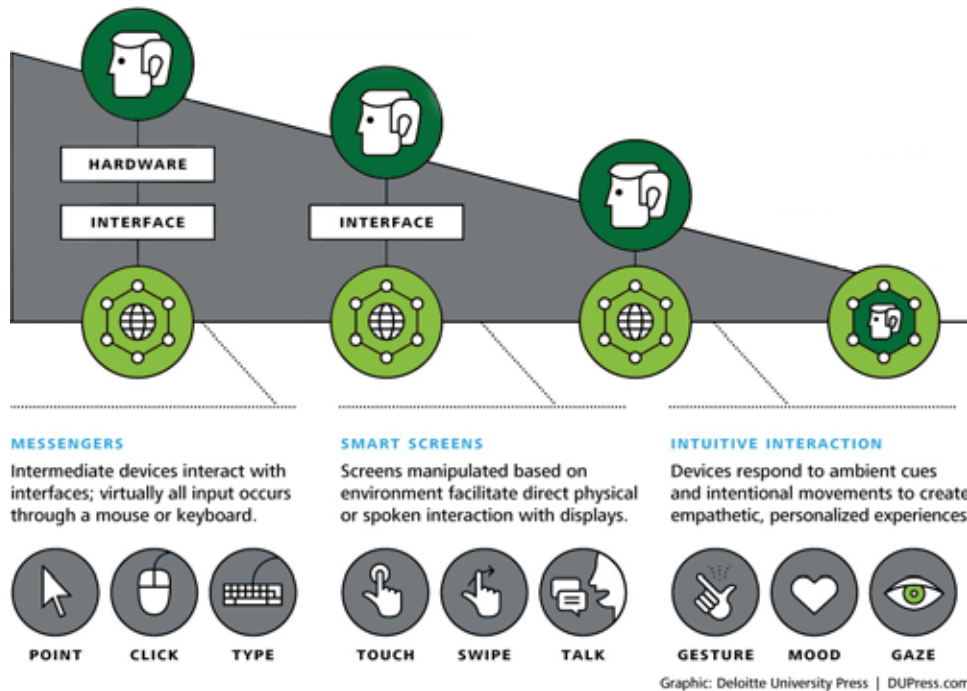 HARDWARE
INTERFACE
INTERFACE
MESSENGERS
Intermediate devices interact with
interfaces; virtually all input occurs
through a mouse or keyboard.
POINT
CLICK
TYPE
SMART SCREENS
Screens manipulated based on
environment facilitate direct physical
or spoken interaction with displays.
TOUCH
SWIPE
TALK
INTUITIVE INTERACTION
Devices respond to ambient cues
and intentional movements to create
empathetic, personalized experiences
GESTURE
MOOD
GAZE
Graphic: Deloitte University Press | DUPress.com